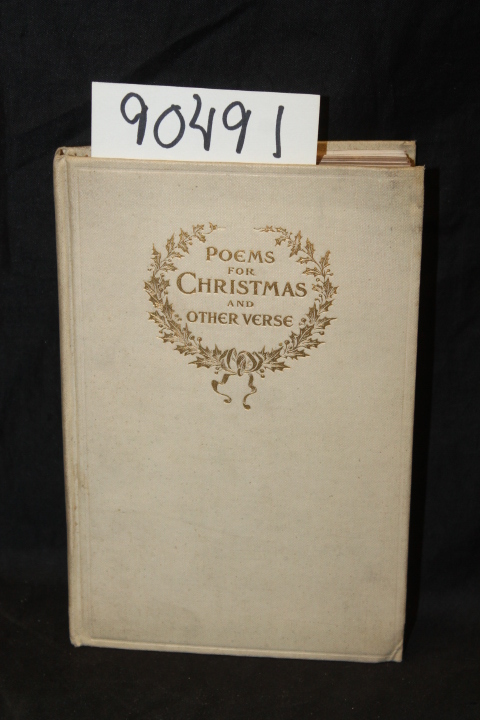 90491
POEMS
FOR
CHRISTMAS
AND
OTHER VERSE